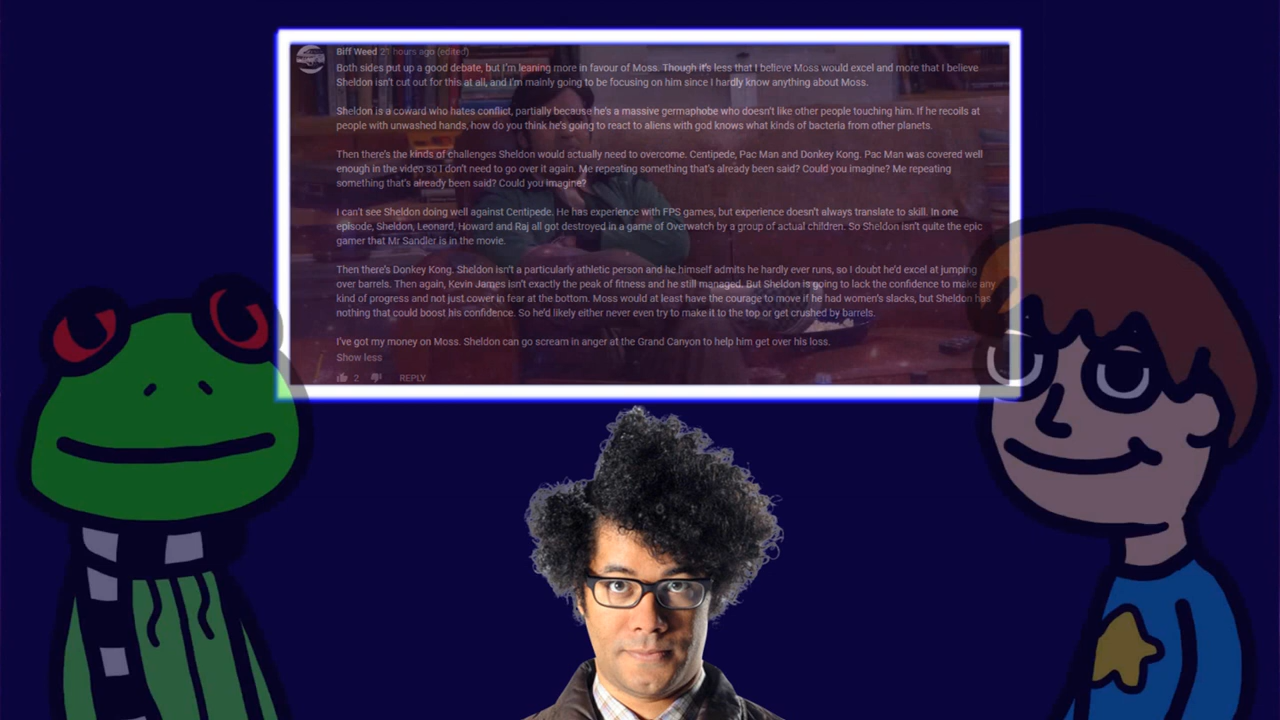 Biff Weed 21 hours ago (edited)
Both sides put up a good debate, but I'm leaning more in favour of Moss. Though it's less that I believe Moss would excel and more that I believe
Sheldon isn't cut out for this at all, and I'm mainly going to be focusing on him since I hardly know anything about Moss.
Sheldon is a coward who hates conflict, partially because he's a massive germaphobe who doesn't like other people touching him. If he recoils at
people with unwashed hands, how do you think he's going to react to aliens with god knows what kinds of bacteria from other planets.
Then there's the kinds of challenges Sheldon would actually need to overcome. Centipede, Pac Man and Donkey Kong. Pac Man was covered well
enough in the video so I don't need to go over it again. Me repeating something that's already been said? Could you imagine? Me repeating
something that's already been said? Could you imagine?
I can't see Sheldon doing well against Centipede. He has experience with FPS games, but experience doesn't always translate to skill. In one
episode, Sheldon, Leonard, Howard and Raj all got destroyed in a game of Overwatch by a group of actual children. So Sheldon isn't quite the epic
gamer that Mr Sandler is in the movie.
Then there's Donkey Kong. Sheldon isn't a particularly athletic person and he himself admits he hardly ever runs, so I doubt he'd excel at jumping
over barrels. Then again, Kevin James isn't exactly the peak of fitness and he still managed. But Sheldon is going to lack the confidence to make any
kind of progress and not just cower in fear at the bottom. Moss would at least have the courage to move if he had women's slacks, but Sheldon has
nothing that could boost his confidence. So he'd likely either never even try to make it to the top or get crushed by barrels.
I've got my money on Moss. Sheldon can go scream in anger at the Grand Canyon to help him get over his loss.
Show less
2 REPLY